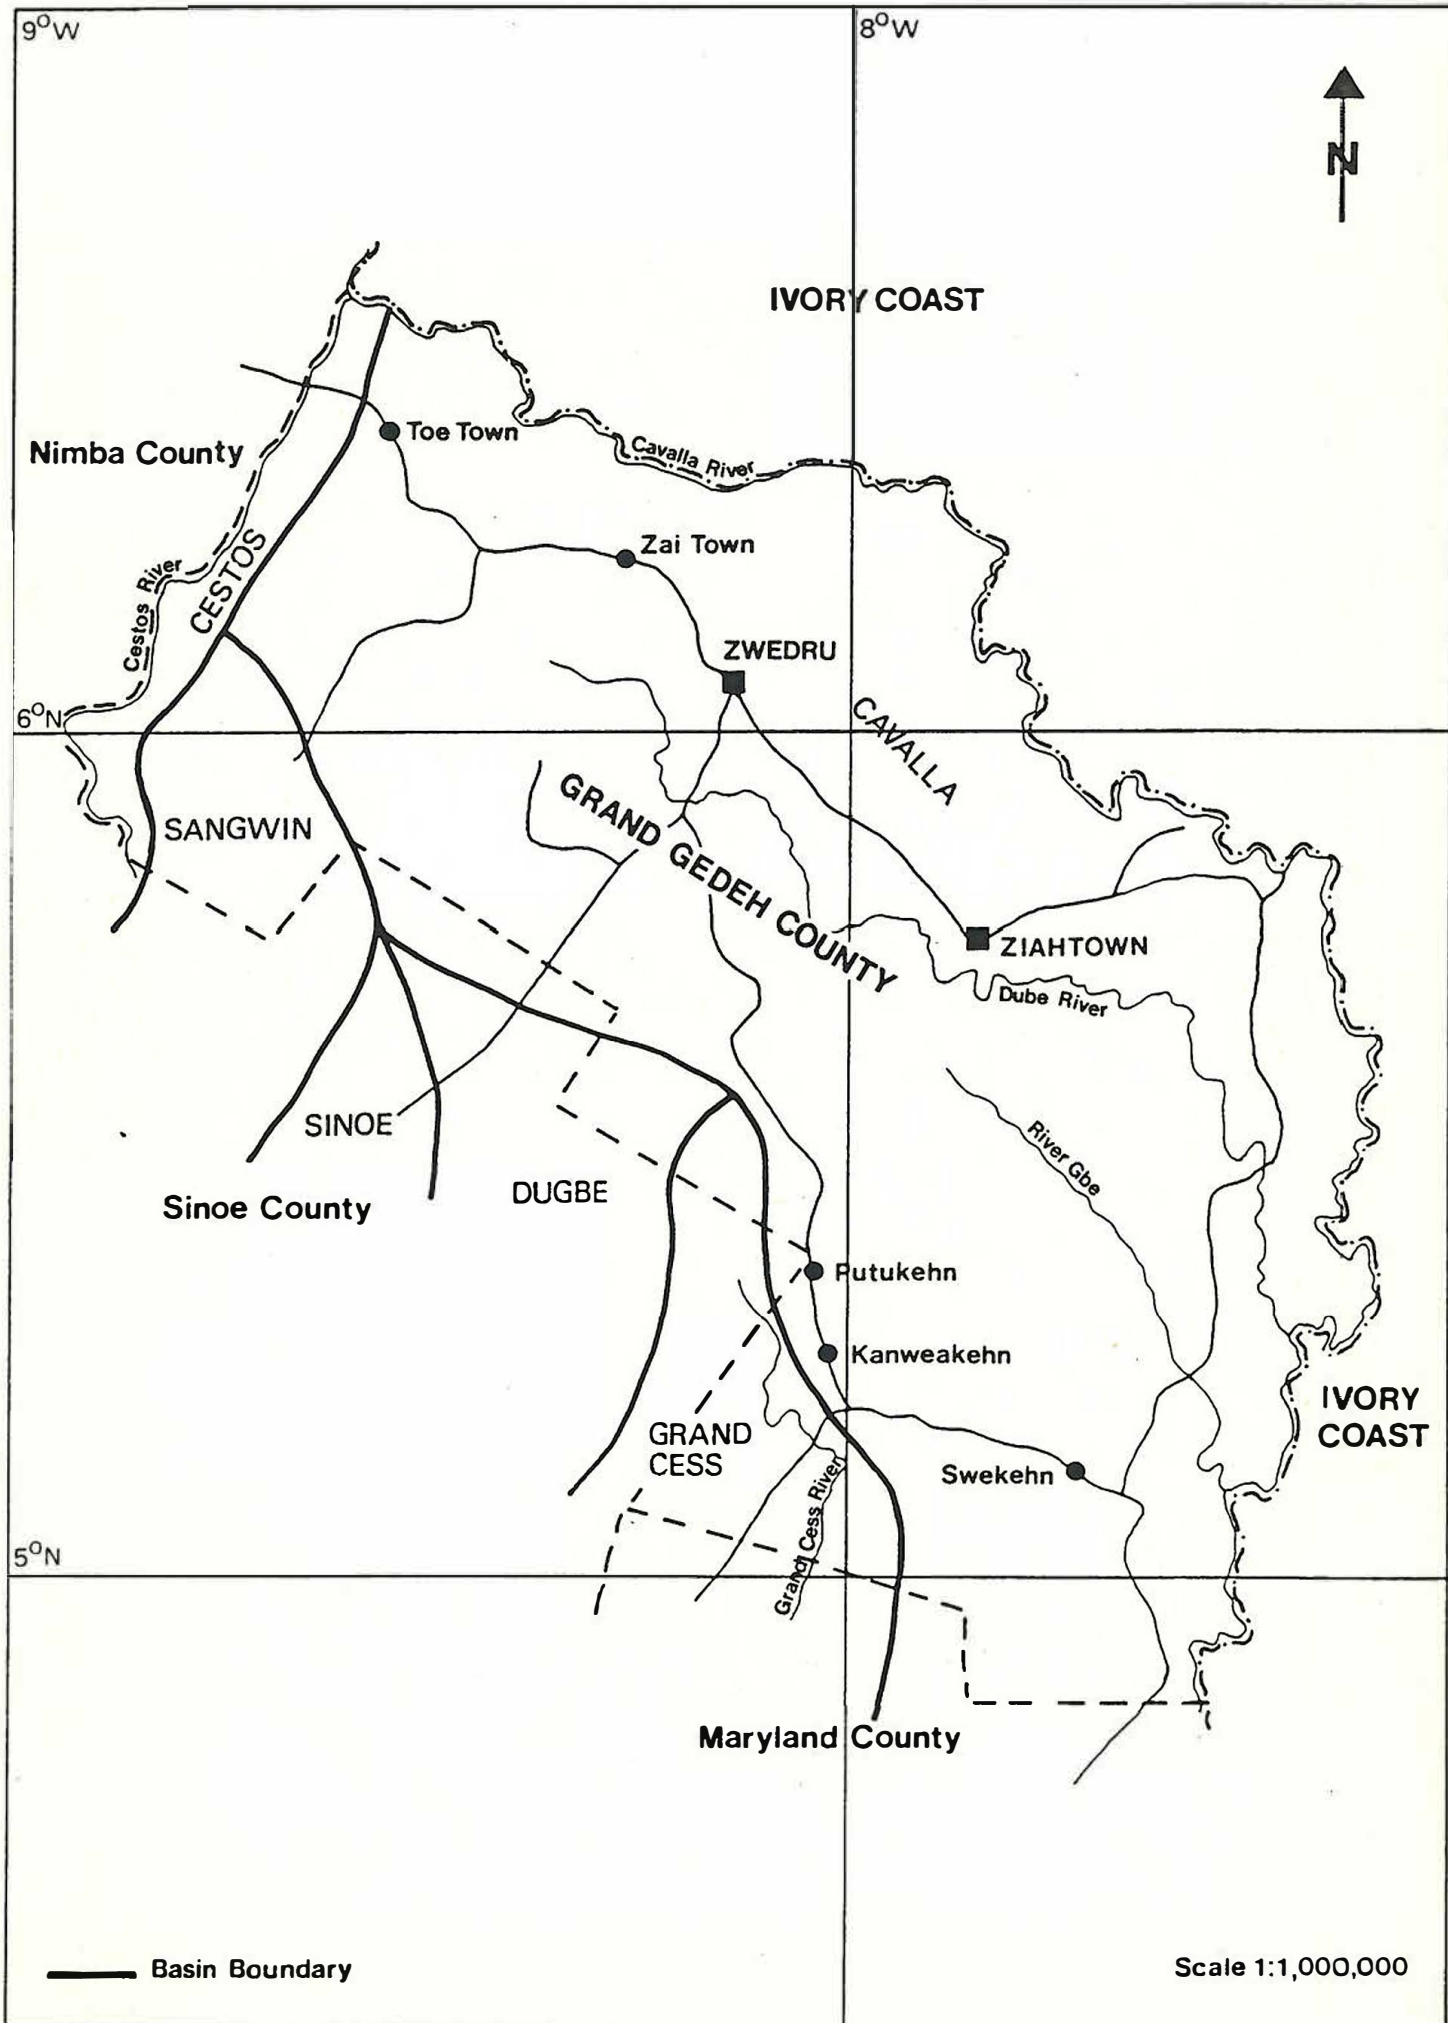 9°W
8°W
N
IVORY COAST
Toe Town
Nimba County
Cavalla River
Zai Town
CESTOS
Cestos River
ZWEDRU
6°N
CAVALLA
SANGWIN
GRAND GEDEH COUNTY
ZIAHTOWN
Dube River
SINOE
River Gbe
DUGBE
Sinoe County
Putukehn
Kanweakehn
IVORY
COAST
GRAND
CESS
Swekehn
Grand Cess River
5°N
Maryland County
Basin Boundary
Scale 1:1,000,000